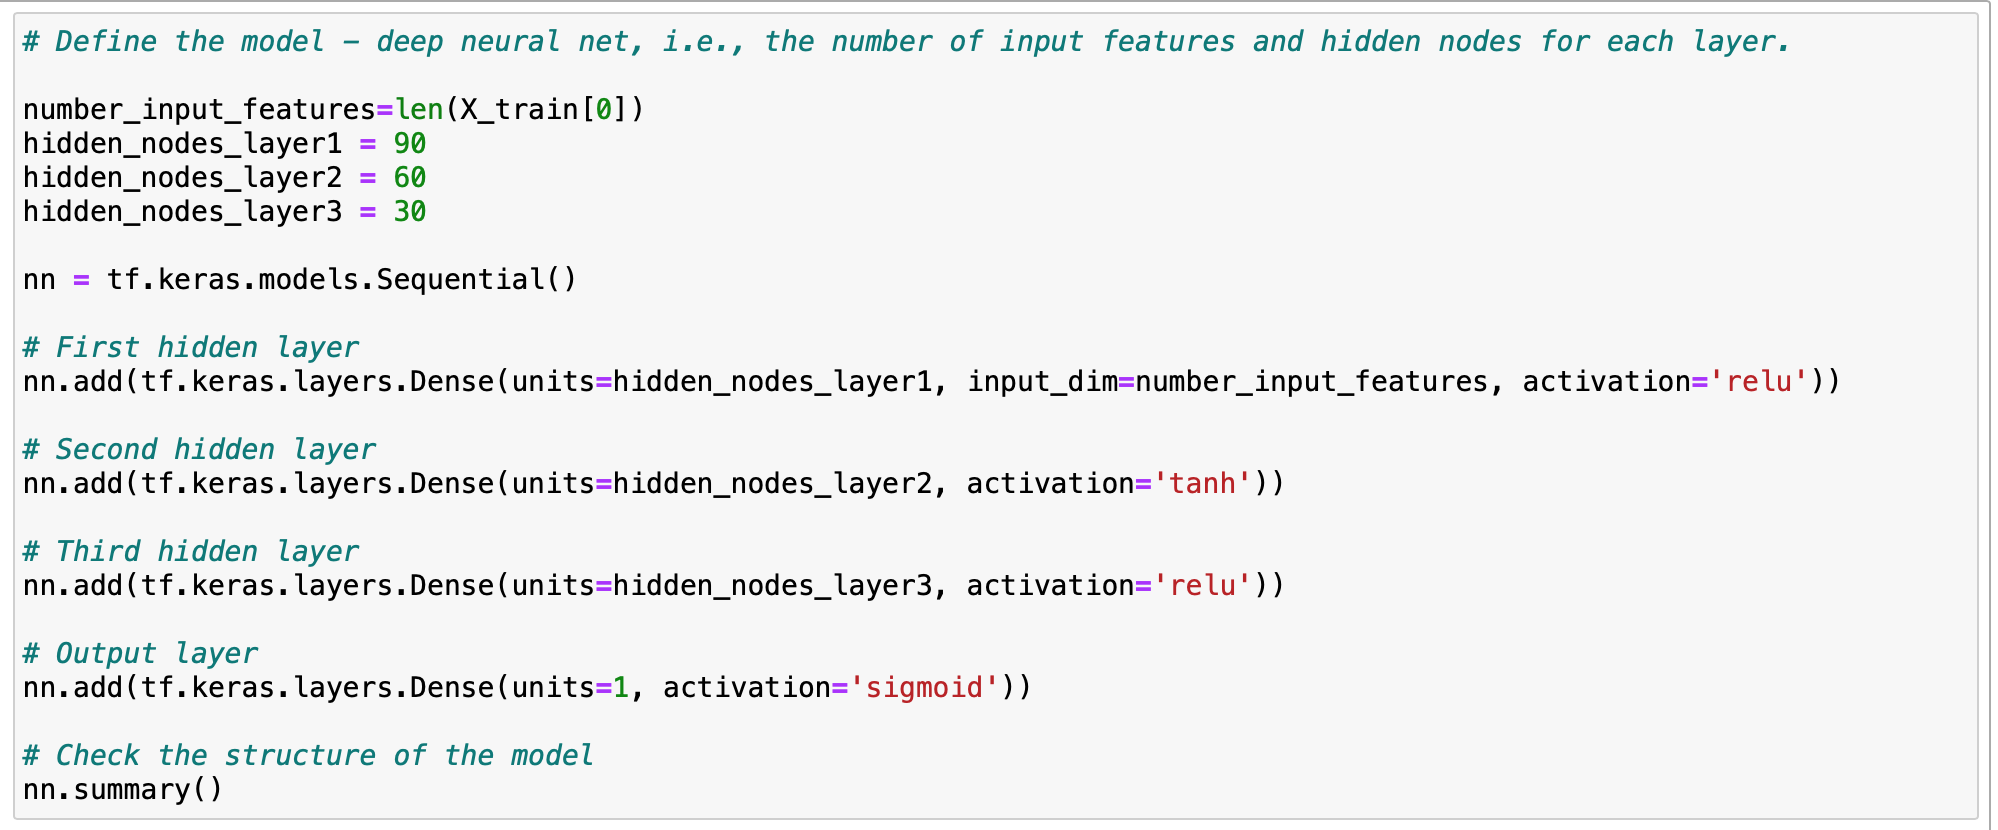 # Define the model – deep neural net, i.e., the number of input features and hidden nodes for each layer.
number_input_features=len(X_train[0])
hidden_nodes_layer1 = 90
hidden_nodes_layer2 = 60
hidden_nodes_layer3 = 30
nn = tf.keras.models.Sequential()
# First hidden layer
nn.add(tf.keras.layers.Dense(units=hidden_nodes_layer1, input_dim=number_input_features, activation='relu'))
# Second hidden layer
nn.add(tf.keras.layers.Dense(units=hidden_nodes_layer2, activation='tanh'))
# Third hidden layer
nn.add(tf.keras.layers.Dense(units=hidden_nodes_layer3, activation='relu'))
# Output layer
nn.add(tf.keras.layers.Dense(units=1, activation='sigmoid'))
# Check the structure of the model
nn.summary()